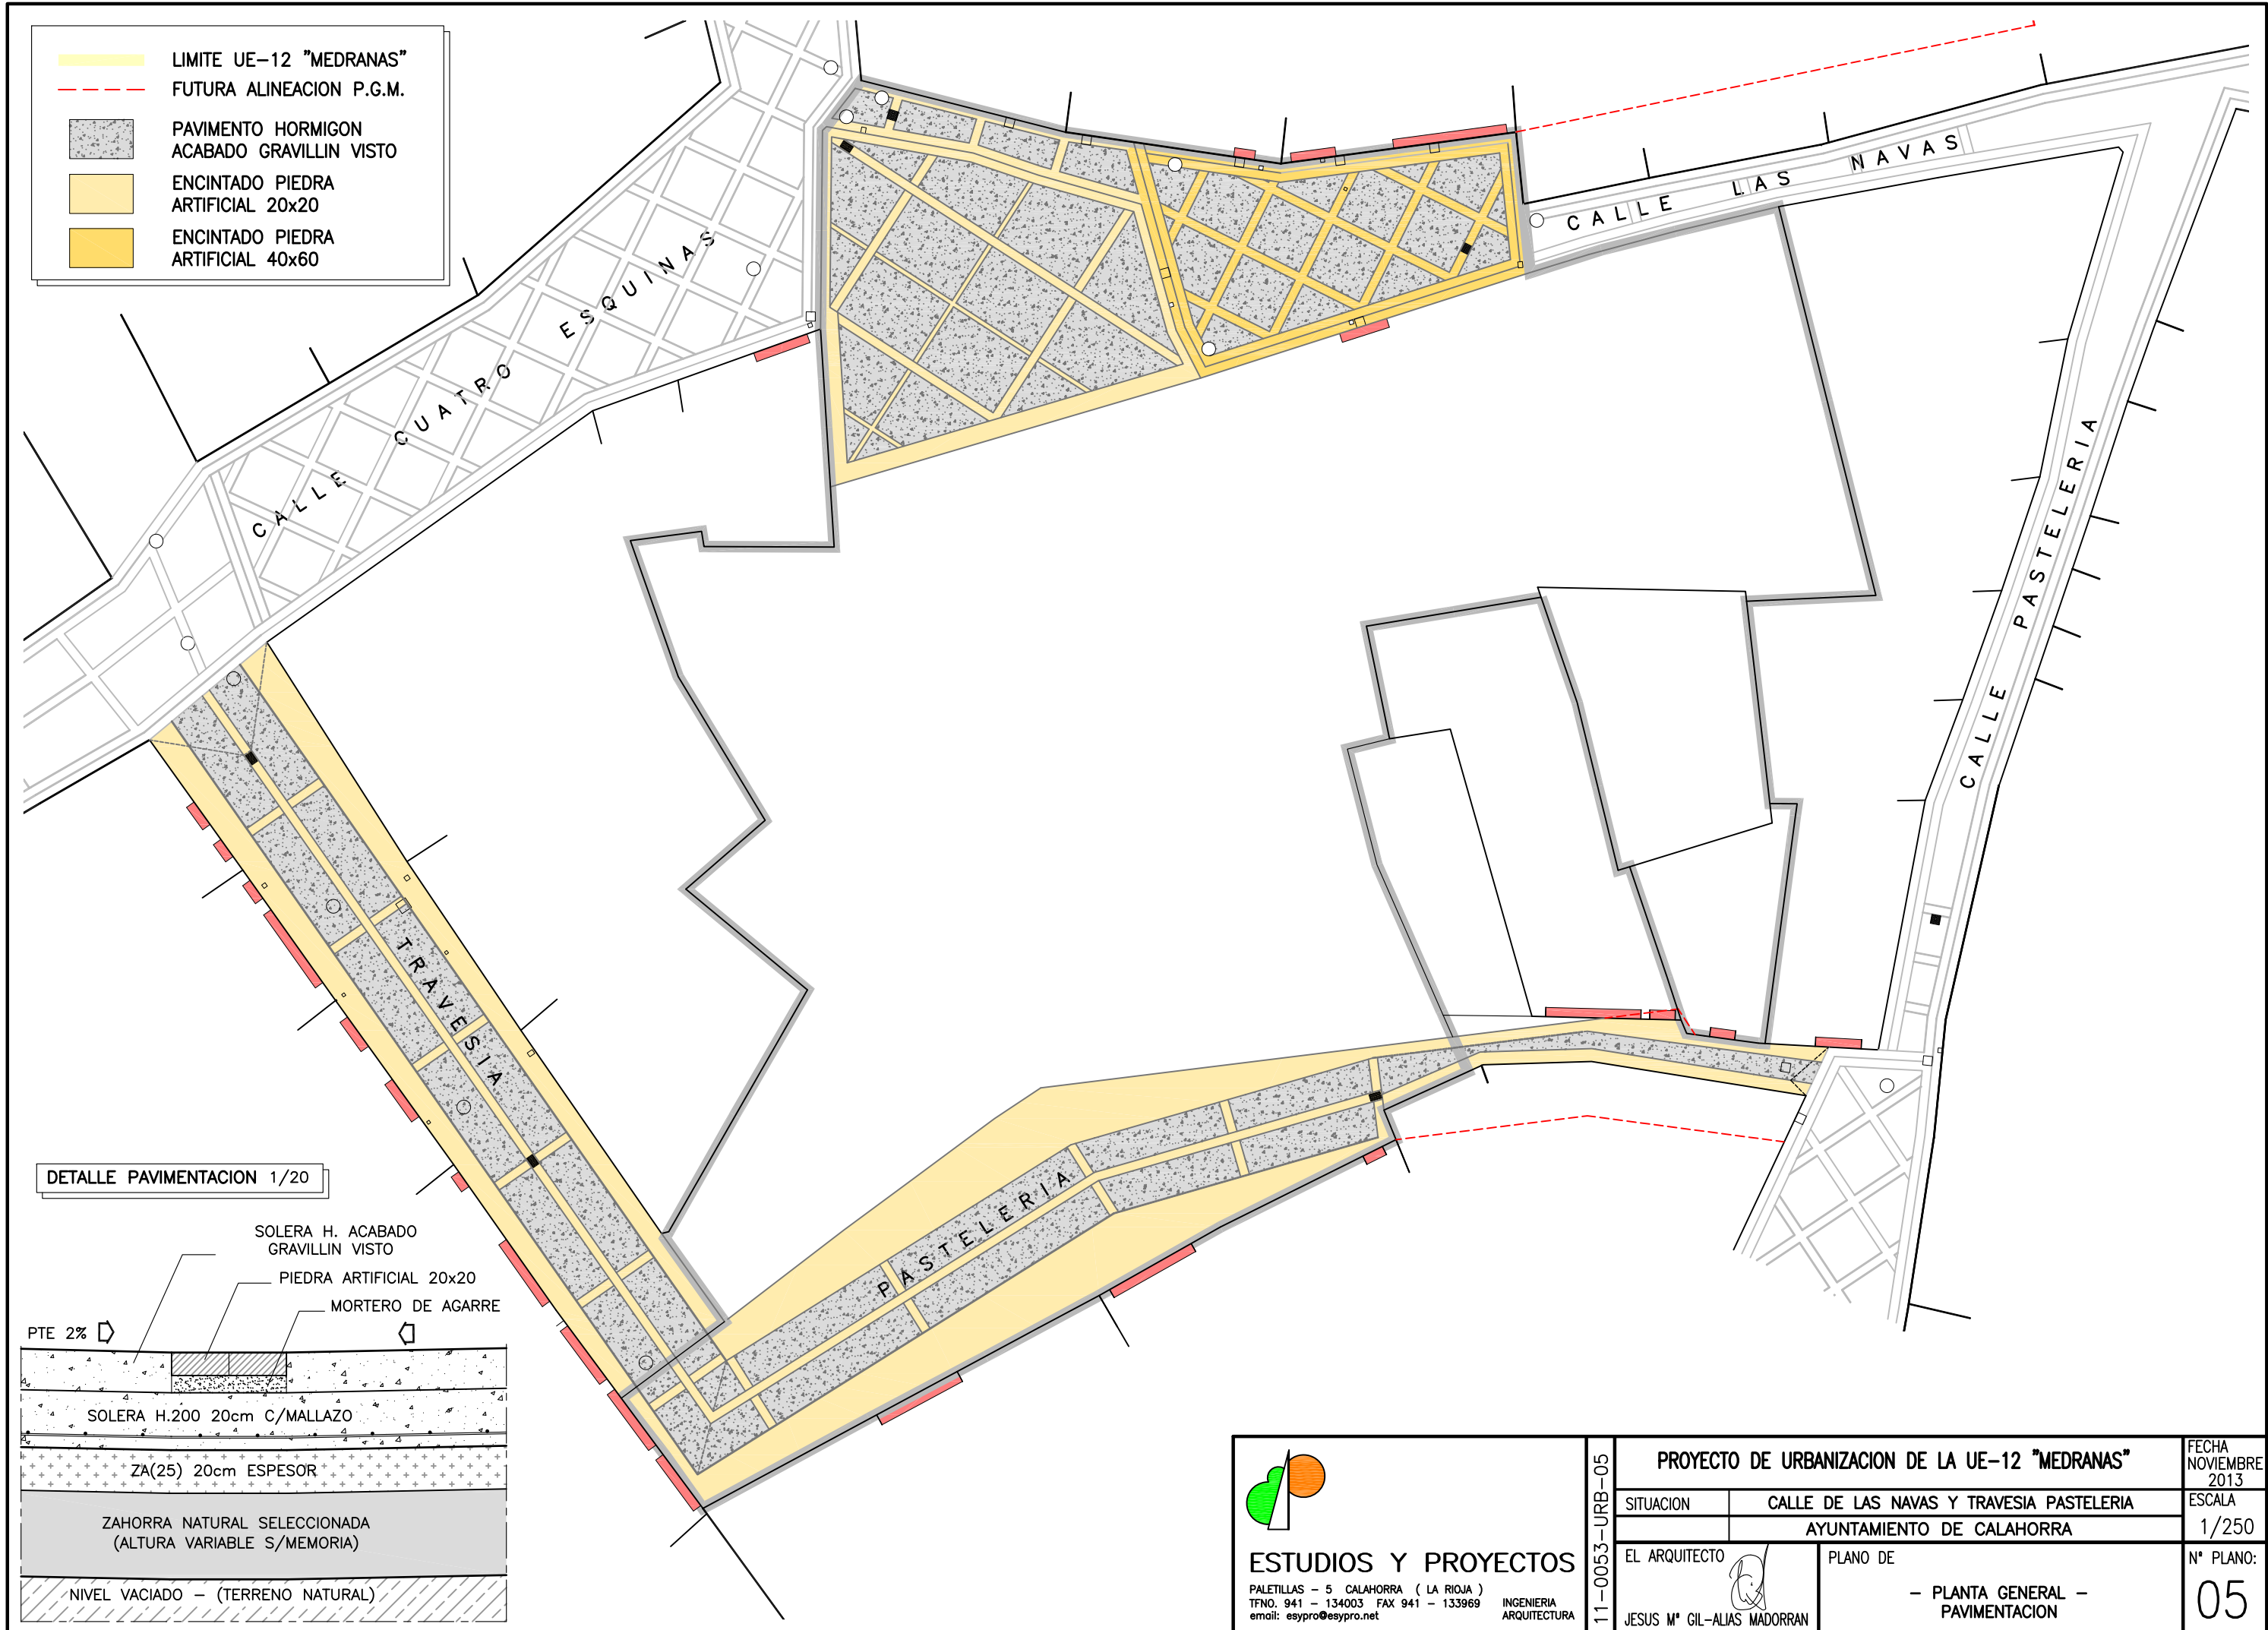 LIMITE UE-12 "MEDRANAS"
FUTURA ALINEACION P.G.M.
PAVIMENTO HORMIGON
ACABADO GRAVILLIN VISTO
ENCINTADO PIEDRA
ARTIFICIAL 20x20
ENCINTADO PIEDRA
ARTIFICIAL 40x60
CALLE CUATRO ESQUINAS
CALLE LAS NAVAS
CALLE PASTELERIA
TRAVESIA
PASTELERIA
DETALLE PAVIMENTACION 1/20
SOLERA H. ACABADO
GRAVILLIN VISTO
PIEDRA ARTIFICIAL 20x20
MORTERO DE AGARRE
PTE 2%
SOLERA H.200 20cm C/MALLAZO
ZA(25) 20cm ESPESOR
ZAHORRA NATURAL SELECCIONADA
(ALTURA VARIABLE S/MEMORIA)
NIVEL VACIADO - (TERRENO NATURAL)
ESTUDIOS Y PROYECTOS
PALETILLAS - 5 CALAHORRA ( LA RIOJA )
TFNO. 941 - 134003 FAX 941 - 133969
email: esypro@esypro.net
INGENIERIA
ARQUITECTURA
11-0053-URB-05
PROYECTO DE URBANIZACION DE LA UE-12 "MEDRANAS"
SITUACION
CALLE DE LAS NAVAS Y TRAVESIA PASTELERIA
AYUNTAMIENTO DE CALAHORRA
FECHA
NOVIEMBRE
2013
ESCALA
1/250
EL ARQUITECTO
JESUS Mª GIL-ALIAS MADORRAN
PLANO DE
- PLANTA GENERAL -
PAVIMENTACION
Nº PLANO:
05